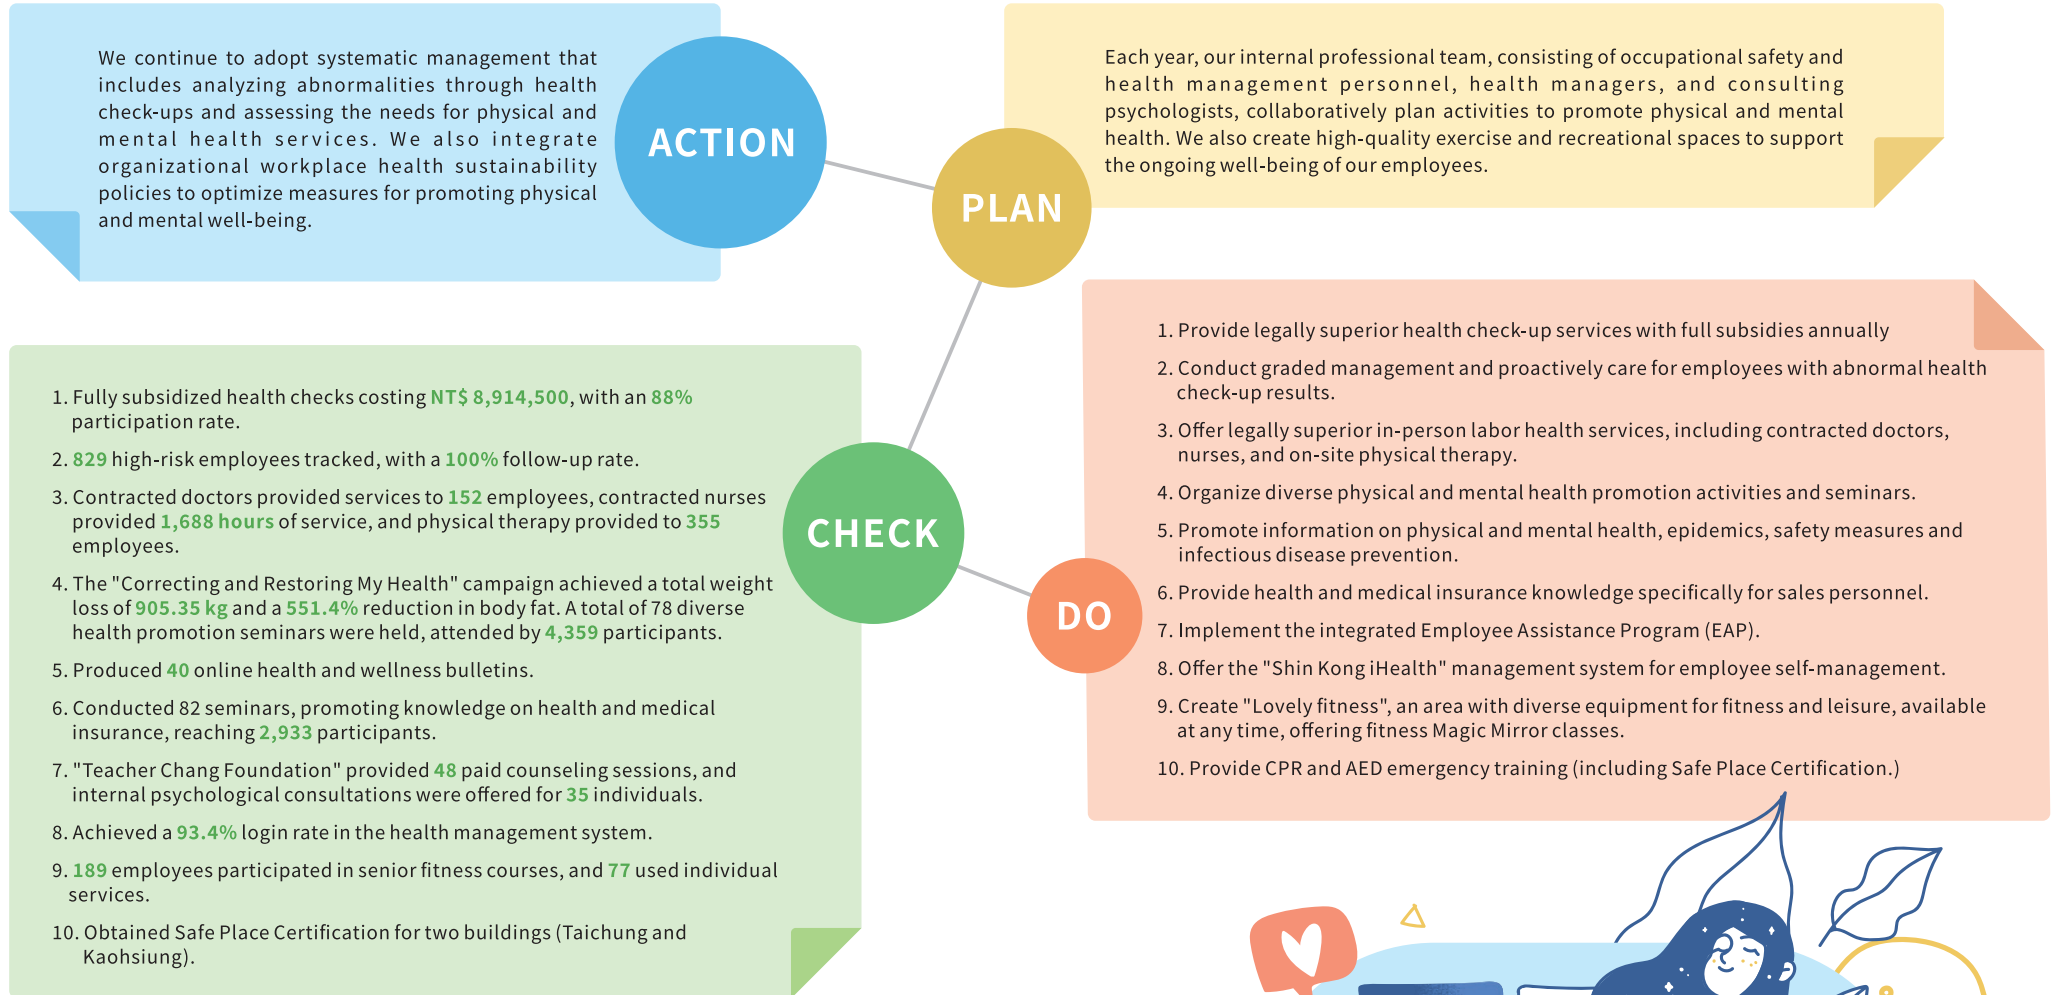 We continue to adopt systematic management that
includes analyzing abnormalities through health
check-ups and assessing the needs for physical and
mental health services. We also integrate
organizational workplace health sustainability
policies to optimize measures for promoting physical
and mental well-being.
ACTION
Each year, our internal professional team, consisting of occupational safety and
health management personnel, health managers, and consulting
psychologists, collaboratively plan activities to promote physical and mental
health. We also create high-quality exercise and recreational spaces to support
the ongoing well-being of our employees.
PLAN
1. Fully subsidized health checks costing NT$ 8,914,500, with an 88%
participation rate.
2. 829 high-risk employees tracked, with a 100% follow-up rate.
3. Contracted doctors provided services to 152 employees, contracted nurses
provided 1,688 hours of service, and physical therapy provided to 355
employees.
4. The "Correcting and Restoring My Health" campaign achieved a total weight
loss of 905.35 kg and a 551.4% reduction in body fat. A total of 78 diverse
health promotion seminars were held, attended by 4,359 participants.
5. Produced 40 online health and wellness bulletins.
6. Conducted 82 seminars, promoting knowledge on health and medical
insurance, reaching 2,933 participants.
7. "Teacher Chang Foundation" provided 48 paid counseling sessions, and
internal psychological consultations were offered for 35 individuals.
8. Achieved a 93.4% login rate in the health management system.
9. 189 employees participated in senior fitness courses, and 77 used individual
services.
10. Obtained Safe Place Certification for two buildings (Taichung and
Kaohsiung).
CHECK
DO
1. Provide legally superior health check-up services with full subsidies annually
2. Conduct graded management and proactively care for employees with abnormal health
check-up results.
3. Offer legally superior in-person labor health services, including contracted doctors,
nurses, and on-site physical therapy.
4. Organize diverse physical and mental health promotion activities and seminars.
5. Promote information on physical and mental health, epidemics, safety measures and
infectious disease prevention.
6. Provide health and medical insurance knowledge specifically for sales personnel.
7. Implement the integrated Employee Assistance Program (EAP).
8. Offer the "Shin Kong iHealth" management system for employee self-management.
9. Create "Lovely fitness", an area with diverse equipment for fitness and leisure, available
at any time, offering fitness Magic Mirror classes.
10. Provide CPR and AED emergency training (including Safe Place Certification.)